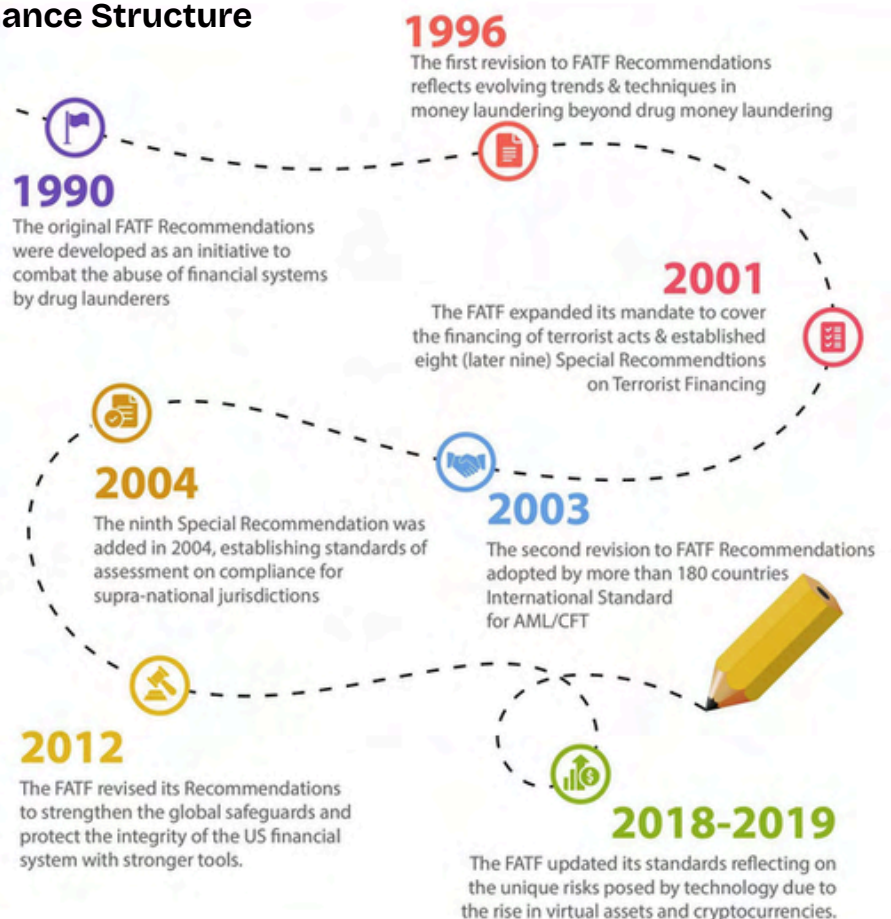 ance Structure
1996
The first revision to FATF Recommendations
reflects evolving trends & techniques in
money laundering beyond drug money laundering
1990
The original FATF Recommendations
were developed as an initiative to
combat the abuse of financial systems
by drug launderers
2001
The FATF expanded its mandate to cover
the financing of terrorist acts & established
eight (later nine) Special Recommendtions
on Terrorist Financing
2004
The ninth Special Recommendation was
added in 2004, establishing standards of
assessment on compliance for
supra-national jurisdictions
2003
The second revision to FATF Recommendations
adopted by more than 180 countries
International Standard
for AML/CFT
2012
The FATF revised its Recommendations
to strengthen the global safeguards and
protect the integrity of the US financial
system with stronger tools.
2018-2019
The FATF updated its standards reflecting on
the unique risks posed by technology due to
the rise in virtual assets and cryptocurrencies.